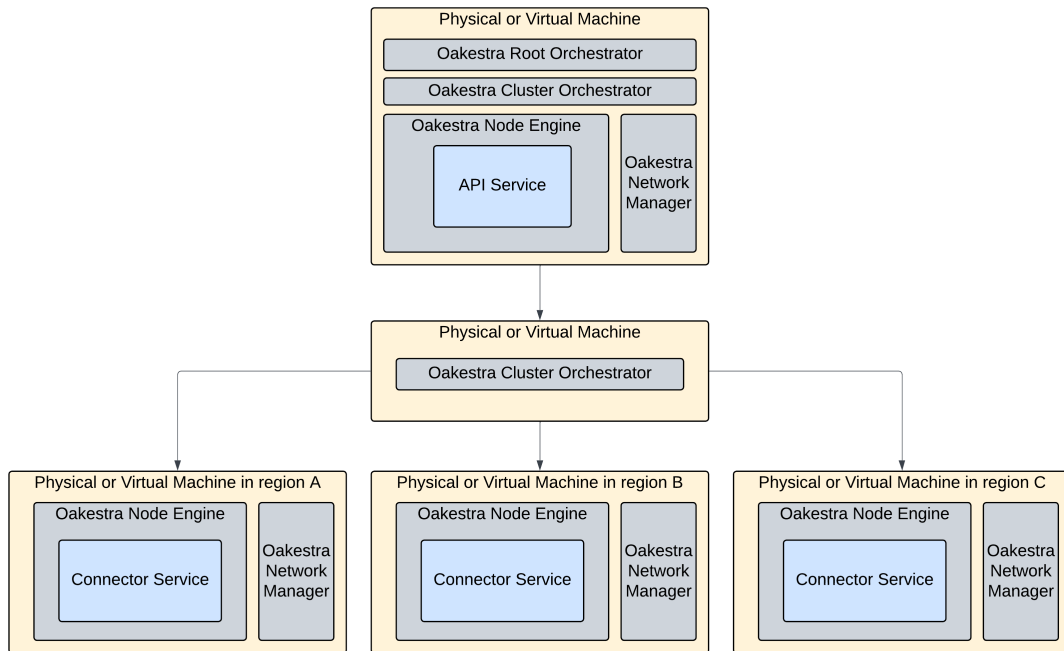 Physical or Virtual Machine
Oakestra Root Orchestrator
Oakestra Cluster Orchestrator
Oakestra Node Engine
API Service
Oakestra
Network
Manager
Physical or Virtual Machine
Oakestra Cluster Orchestrator
Physical or Virtual Machine in region A
Oakestra Node Engine
Connector Service
Oakestra
Network
Manager
Physical or Virtual Machine in region B
Oakestra Node Engine
Connector Service
Oakestra
Network
Manager
Physical or Virtual Machine in region C
Oakestra Node Engine
Connector Service
Oakestra
Network
Manager